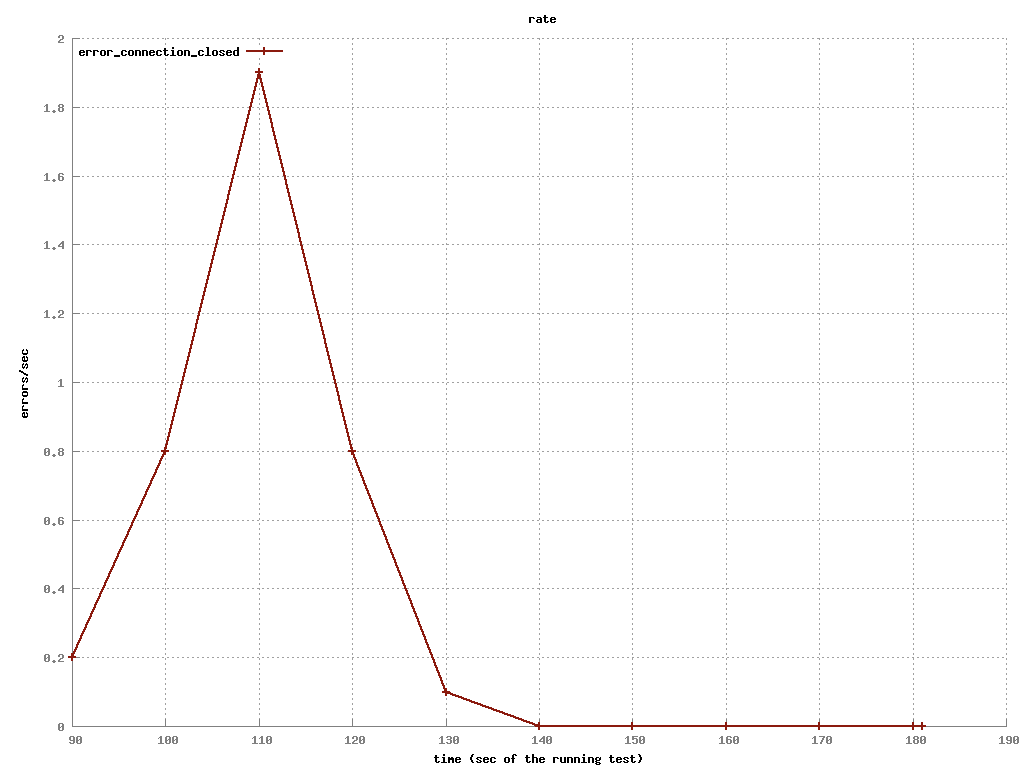 rate
error_connection_closed
2
1.8
1.6
1.4
1.2
1
0.8
0.6
0.4
0.2
0
errors/sec
90 100 110 120 130 140 150 160 170 180 190
time (sec of the running test)